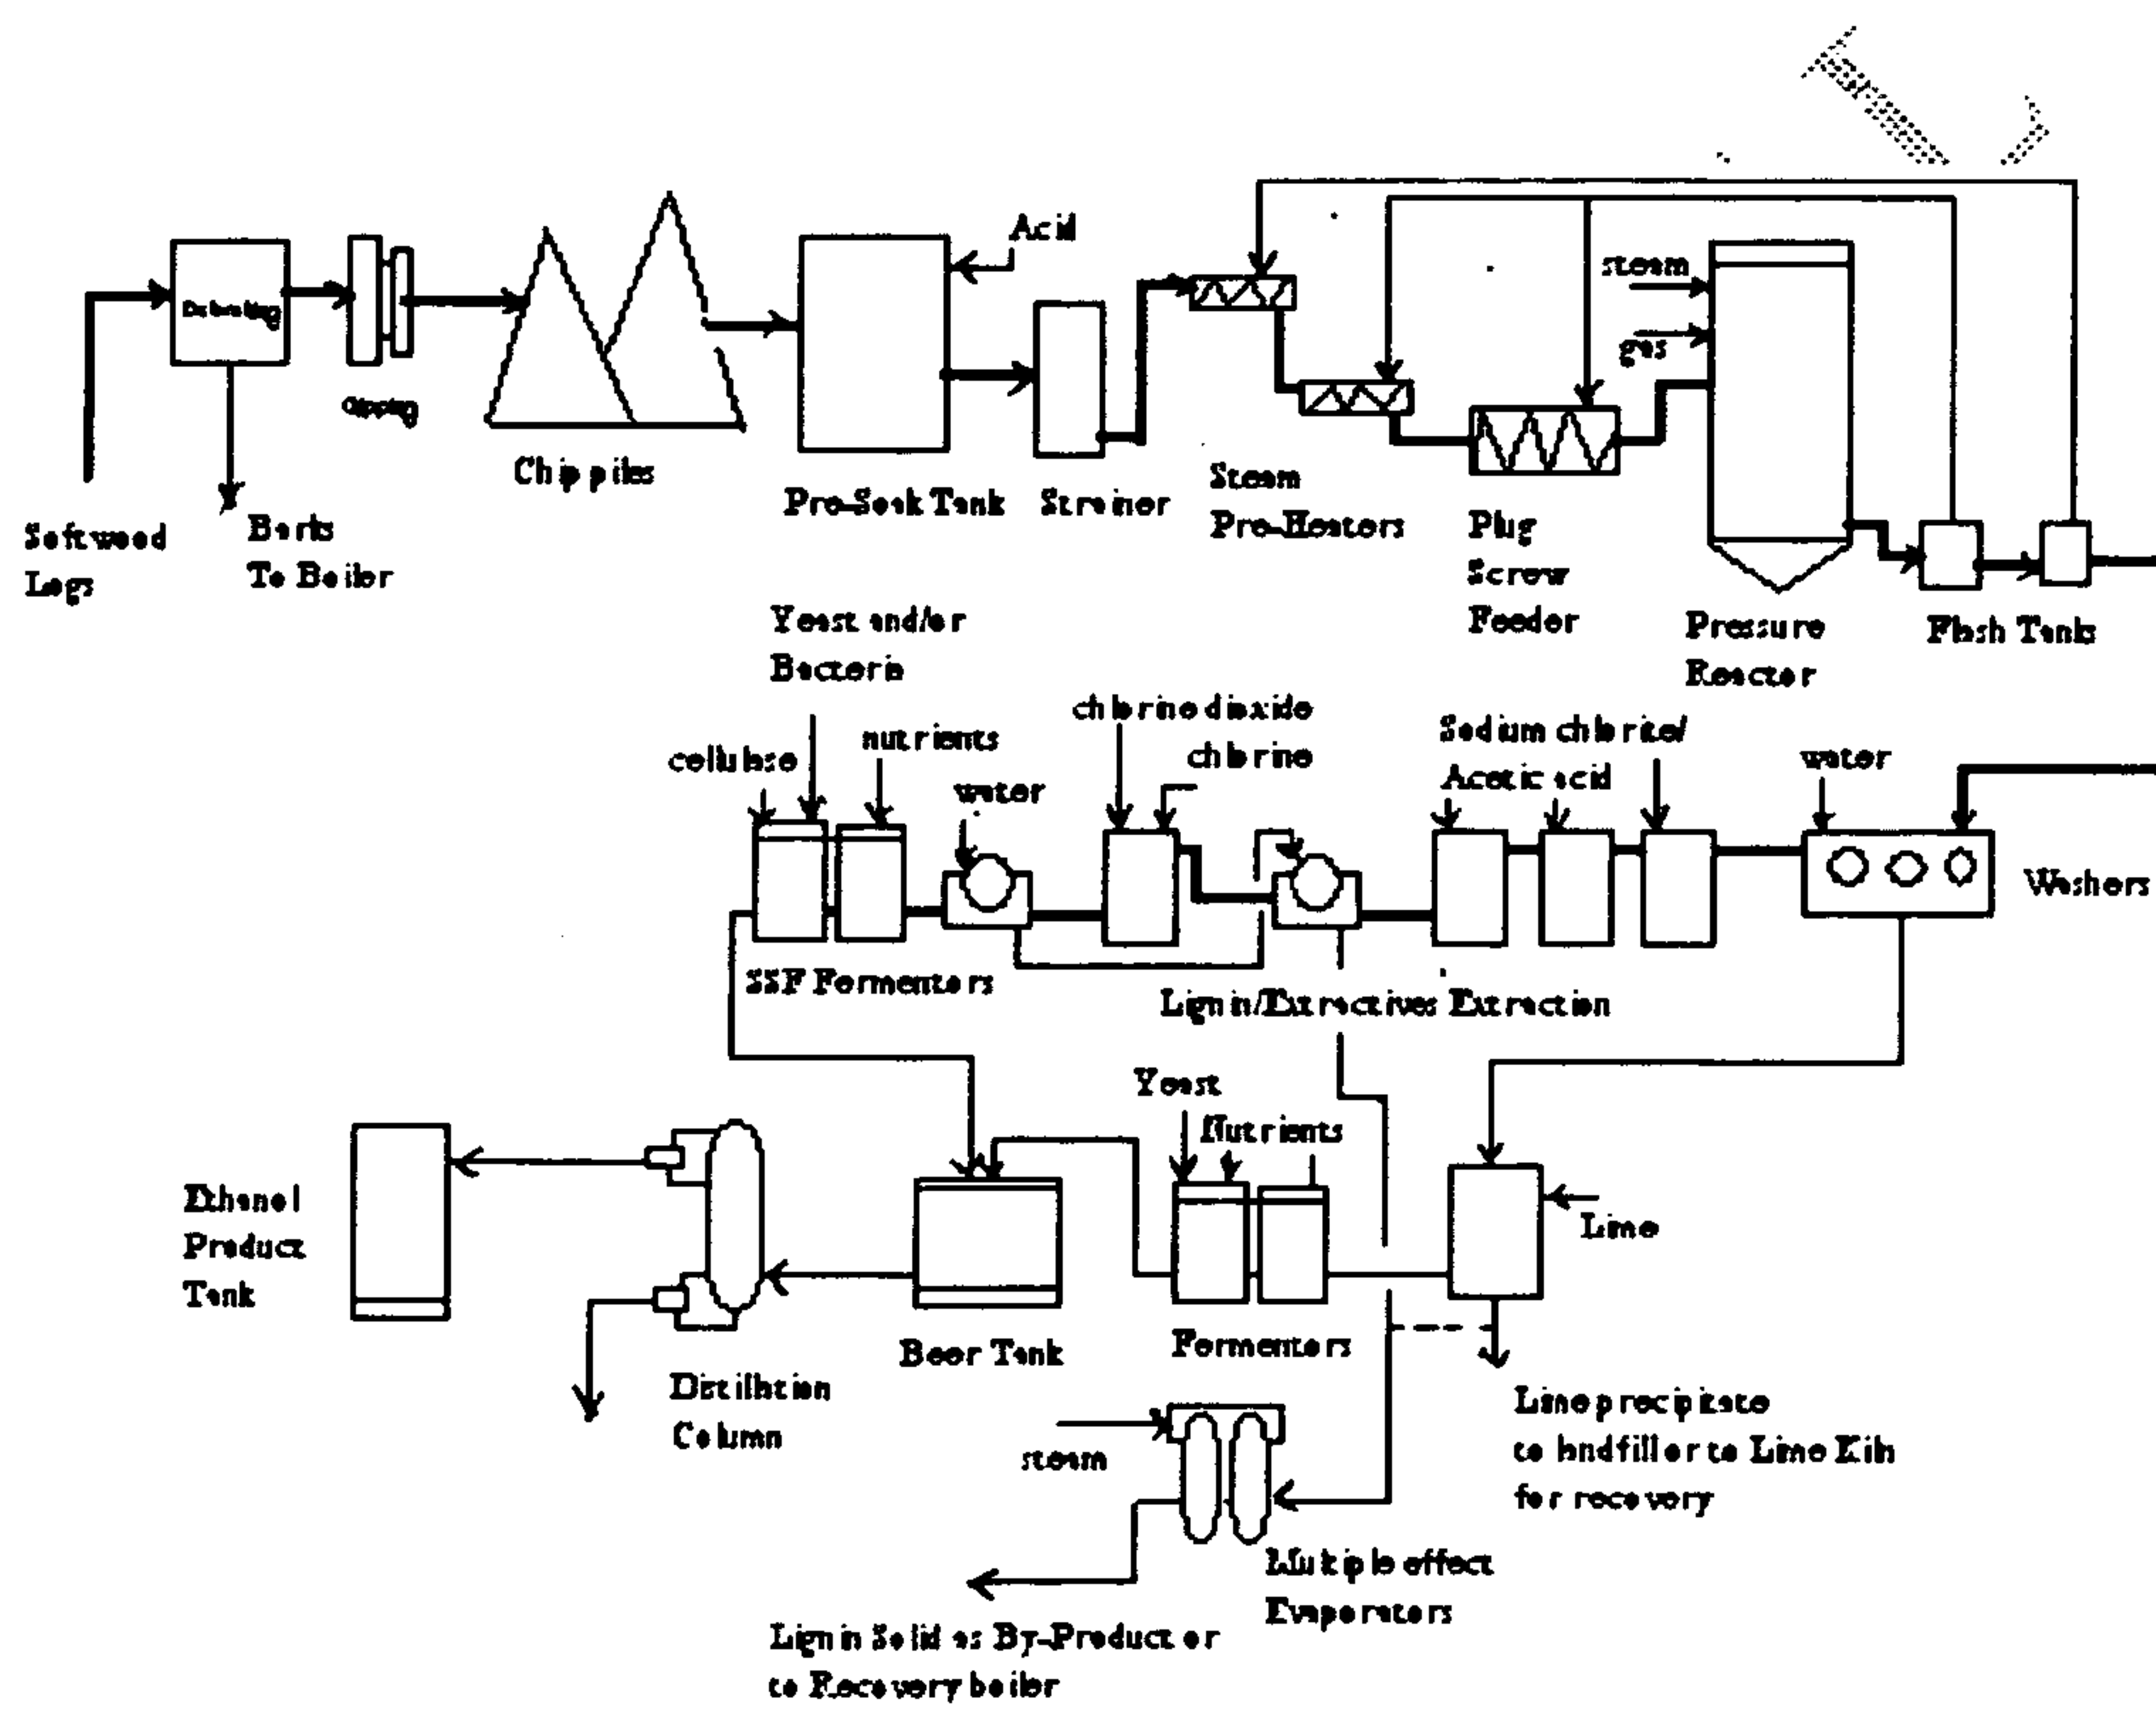 Acid
steam
gas
Debarking
Chipping
Chip piles
Pre-Soak Tank
Strainer
Steam
Pre-Heaters
Plug
Screw
Feeder
Pressure
Reactor
Flash Tanks
Softwood
Logs
Barks
To Boiler
Yeast and/or
Bacteria
cellulase
nutrients
water
chlorine dioxide
chlorine
Sodium chlorite/
Acetic acid
water
Washers
SSF Fermentors
Lignin/Extractives Extraction
Yeast
Nutrients
Lime
Ethanol
Product
Tank
Distillation
Column
Beer Tank
Fermentors
steam
Lime precipitate
to landfill or to Lime Kiln
for recovery
Multiple effect
Evaporators
Lignin Solid as By-Product or
to Recovery boiler